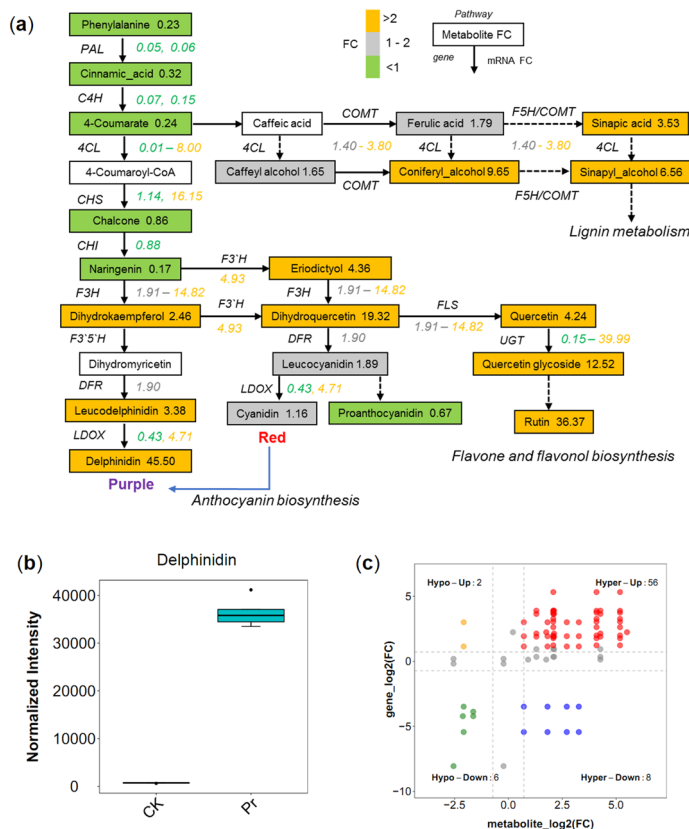 (a)
Phenylalanine 0.23
PAL 0.05, 0.06
Cinnamic_acid 0.32
C4H 0.07, 0.15
FC
>2
1 - 2
<1
Pathway
Metabolite FC
gene mRNA FC
4-Coumarate 0.24 Caffeic acid COMT Ferulic acid 1.79 F5H/COMT Sinapic acid 3.53
4CL 0.01 – 8.00 4CL 1.40 - 3.80 4CL 1.40 - 3.80 4CL
4-Coumaroyl-CoA Caffeyl alcohol 1.65 COMT Coniferyl_alcohol 9.65 F5H/COMT Sinapyl_alcohol 6.56
CHS 1.14, 16.15
Lignin metabolism
Chalcone 0.86
CHI 0.88
Naringenin 0.17 F3`H 4.93 Eriodictyol 4.36
F3H 1.91 – 14.82 F3H 1.91 – 14.82
Dihydrokaempferol 2.46 F3`H 4.93 Dihydroquercetin 19.32 FLS 1.91 – 14.82 Quercetin 4.24
F3`5`H DFR 1.90 UGT 0.15 – 39.99
Dihydromyricetin Leucocyanidin 1.89 Quercetin glycoside 12.52
DFR 1.90 LDOX 0.43, 4.71
Leucodelphinidin 3.38 Cyanidin 1.16 Proanthocyanidin 0.67 Rutin 36.37
LDOX 0.43, 4.71 Red
Delphinidin 45.50 Flavone and flavonol biosynthesis
Purple
Anthocyanin biosynthesis
(b)
Delphinidin
Normalized Intensity
40000
30000
20000
10000
0
CK
Pr
(c)
Hypo – Up : 2
Hyper – Up : 56
gene_log2(FC)
5
0
−5
−10
Hypo – Down : 6
Hyper – Down : 8
−2.5
0.0
2.5
5.0
metabolite_log2(FC)